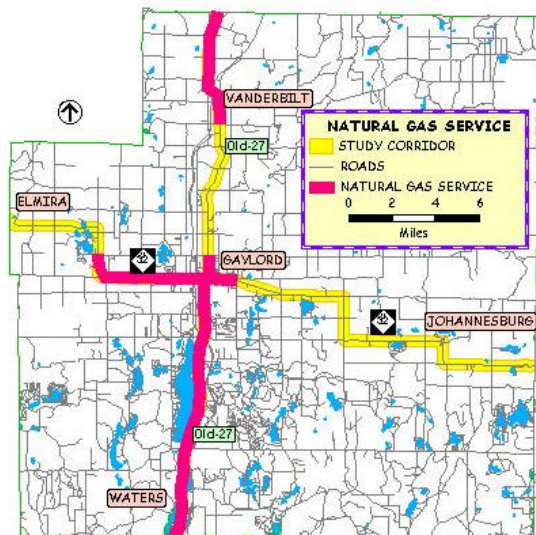 VANDERBILT
Old-27
NATURAL GAS SERVICE
STUDY CORRIDOR
ROADS
NATURAL GAS SERVICE
0 2 4 6
Miles
ELMIRA
32
GAYLORD
32
JOHANNESBURG
Old-27
WATERS